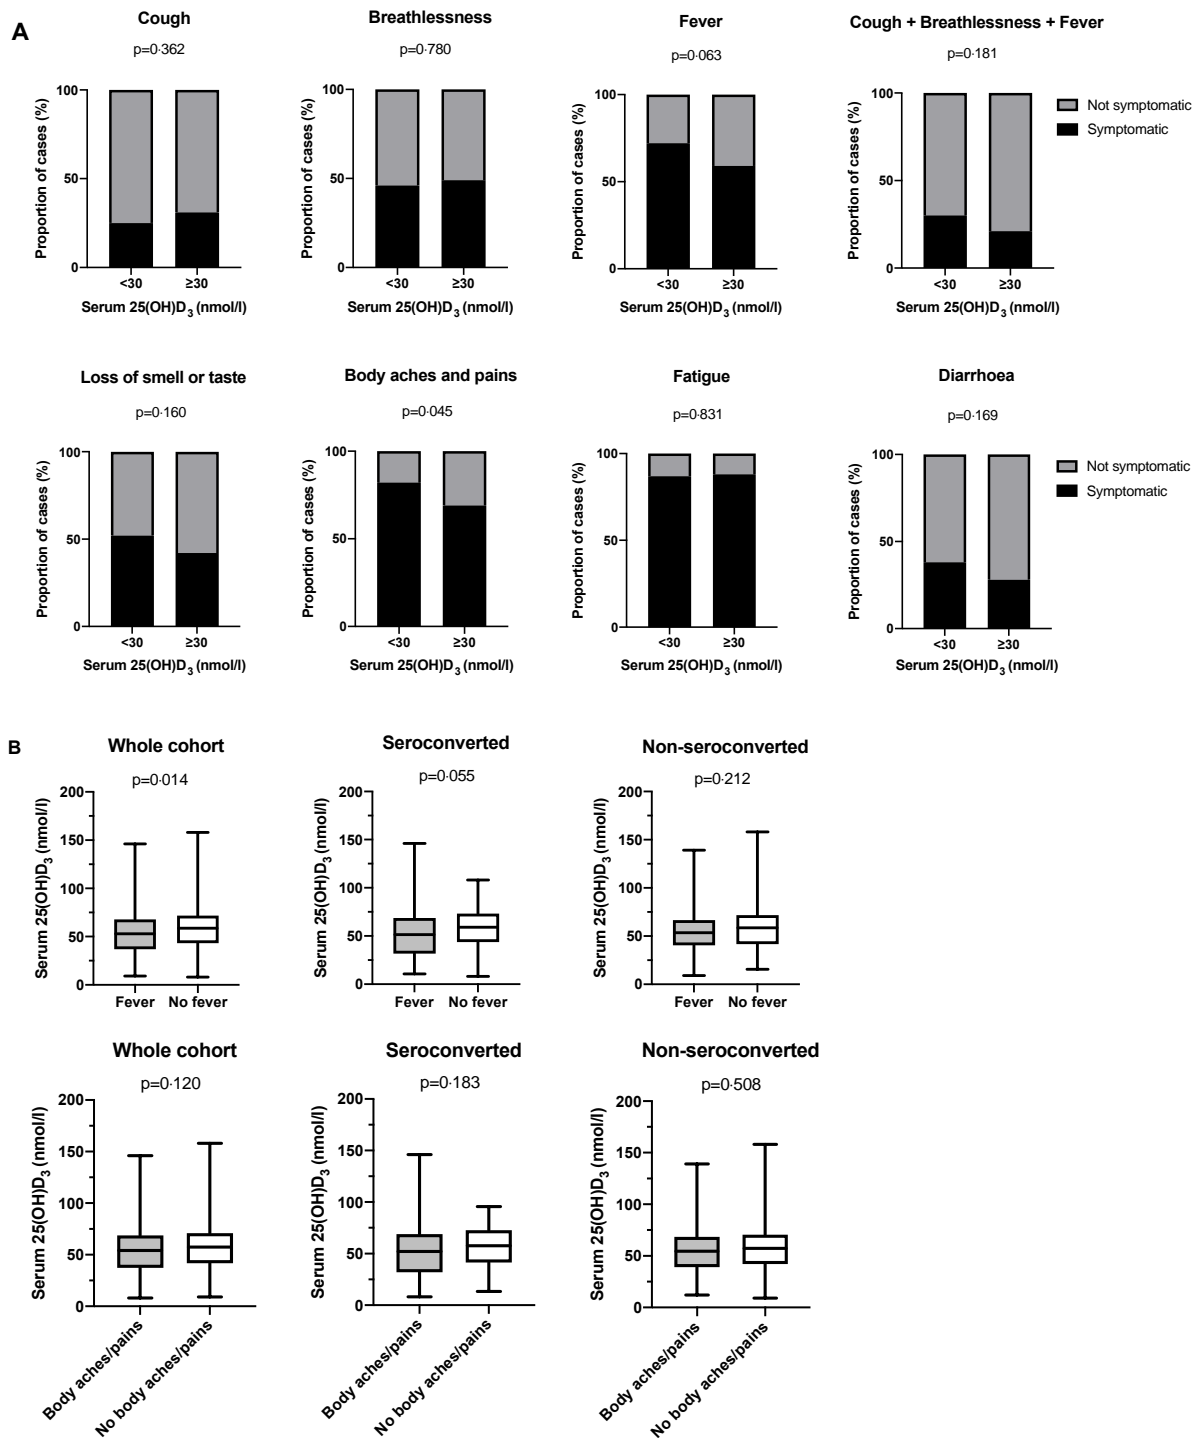 A
Cough
p=0·362
Proportion of cases (%)
100
50
0
<30
≥30
Serum 25(OH)D3 (nmol/l)
Breathlessness
p=0·780
Proportion of cases (%)
100
50
0
<30
≥30
Serum 25(OH)D3 (nmol/l)
Fever
p=0·063
Proportion of cases (%)
100
50
0
<30
≥30
Serum 25(OH)D3 (nmol/l)
Cough + Breathlessness + Fever
p=0·181
Proportion of cases (%)
100
50
0
<30
≥30
Serum 25(OH)D3 (nmol/l)
Not symptomatic
Symptomatic
Loss of smell or taste
p=0·160
Proportion of cases (%)
100
50
0
<30
≥30
Serum 25(OH)D3 (nmol/l)
Body aches and pains
p=0·045
Proportion of cases (%)
100
50
0
<30
≥30
Serum 25(OH)D3 (nmol/l)
Fatigue
p=0·831
Proportion of cases (%)
100
50
0
<30
≥30
Serum 25(OH)D3 (nmol/l)
Diarrhoea
p=0·169
Proportion of cases (%)
100
50
0
<30
≥30
Serum 25(OH)D3 (nmol/l)
Not symptomatic
Symptomatic
B
Whole cohort
p=0·014
Serum 25(OH)D3 (nmol/l)
200
150
100
50
0
Fever
No fever
Seroconverted
p=0·055
Serum 25(OH)D3 (nmol/l)
200
150
100
50
0
Fever
No fever
Non-seroconverted
p=0·212
Serum 25(OH)D3 (nmol/l)
200
150
100
50
0
Fever
No fever
Whole cohort
p=0·120
Serum 25(OH)D3 (nmol/l)
200
150
100
50
0
Body aches/pains
No body aches/pains
Seroconverted
p=0·183
Serum 25(OH)D3 (nmol/l)
200
150
100
50
0
Body aches/pains
No body aches/pains
Non-seroconverted
p=0·508
Serum 25(OH)D3 (nmol/l)
200
150
100
50
0
Body aches/pains
No body aches/pains